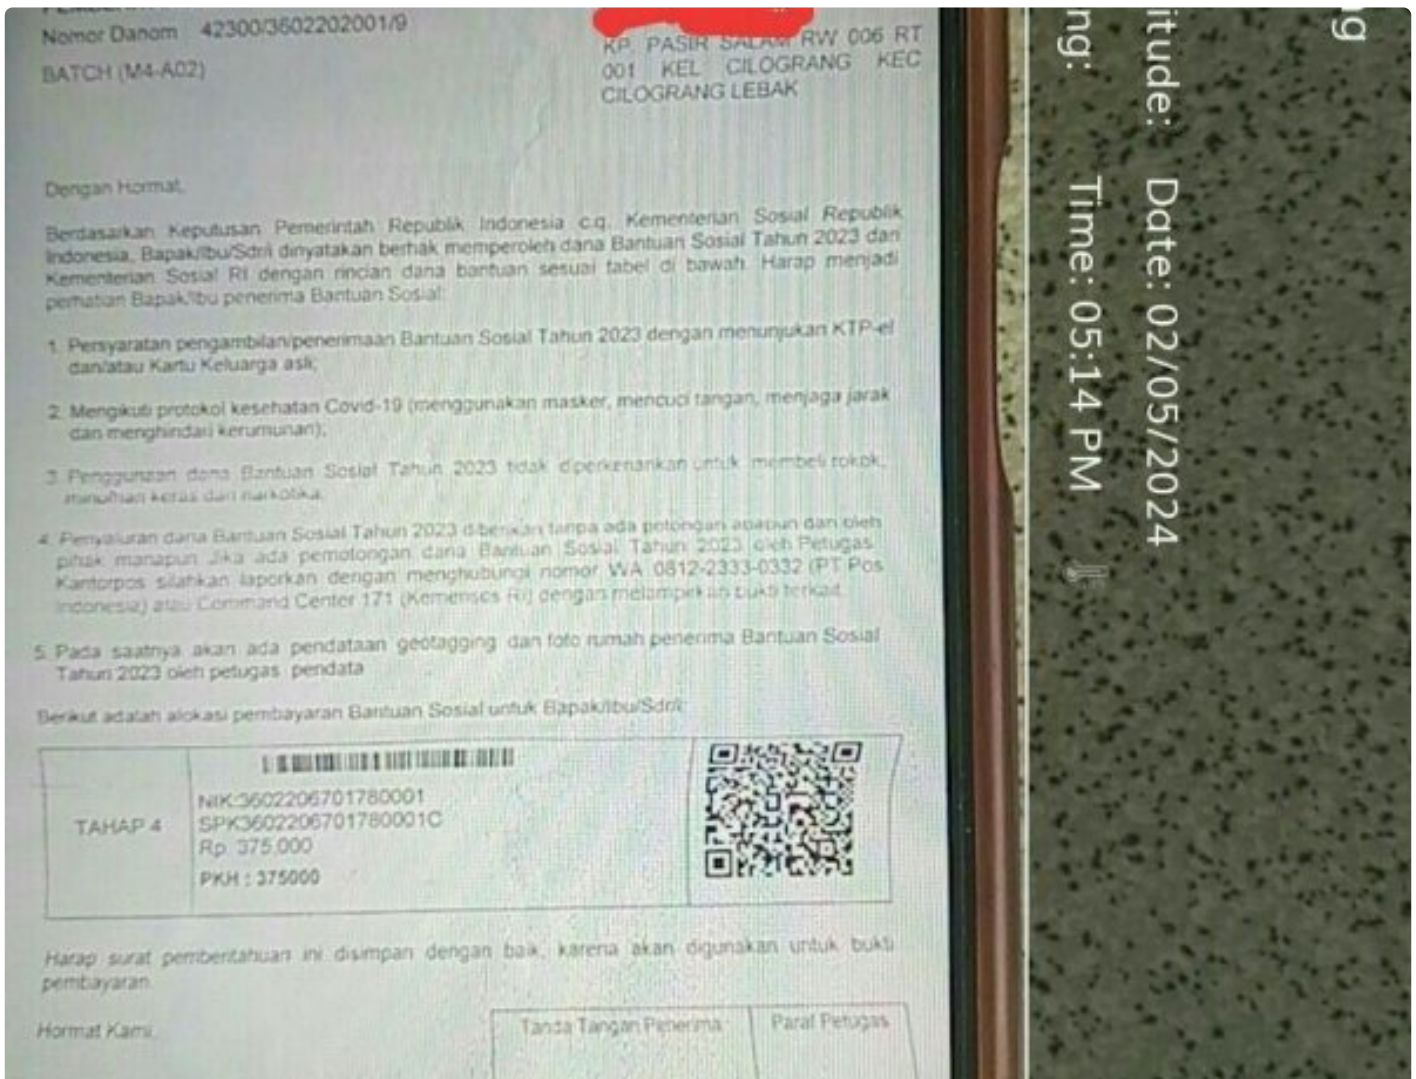 Nomor Danom 42300/3602202001/9
BATCH (M4-A02)
KP. PASIR SALAM RW 006 RT
001 KEL CILOGRANG KEC
CILOGRANG LEBAK
Dengan Hormat,
Berdasarkan Keputusan Pemerintah Republik Indonesia c.q. Kementerian Sosial Republik
Indonesia, Bapak/Ibu/Sdr/i dinyatakan berhak memperoleh dana Bantuan Sosial Tahun 2023 dari
Kementerian Sosial RI dengan rincian dana bantuan sesuai tabel di bawah. Harap menjadi
perhatian Bapak/Ibu penerima Bantuan Sosial:
1. Persyaratan pengambilan/penerimaan Bantuan Sosial Tahun 2023 dengan menunjukan KTP-el
dan/atau Kartu Keluarga asli;
2. Mengikuti protokol kesehatan Covid-19 (menggunakan masker, mencuci tangan, menjaga jarak
dan menghindari kerumunan);
3. Penggunaan dana Bantuan Sosial Tahun 2023 tidak diperkenankan untuk membeli rokok,
minuman keras dan narkotika.
4. Penyaluran dana Bantuan Sosial Tahun 2023 diberikan tanpa ada potongan apapun dan oleh
pihak manapun. Jika ada pemotongan dana Bantuan Sosial Tahun 2023 oleh Petugas
Kantorpos silahkan laporkan dengan menghubungi nomor WA 0812-2333-0332 (PT Pos
Indonesia) atau Command Center 171 (Kemensos RI) dengan melampirkan bukti terkait.
5. Pada saatnya akan ada pendataan geotagging dan foto rumah penerima Bantuan Sosial
Tahun 2023 oleh petugas pendata
Berikut adalah alokasi pembayaran Bantuan Sosial untuk Bapak/Ibu/Sdr/i:
TAHAP 4
NIK:3602206701780001
SPK3602206701780001C
Rp. 375.000
PKH : 375000
Harap surat pemberitahuan ini disimpan dengan baik, karena akan digunakan untuk bukti
pembayaran.
Hormat Kami,
Tanda Tangan Penerima
Paraf Petugas
g
itude: Date: 02/05/2024
ng: Time: 05:14 PM